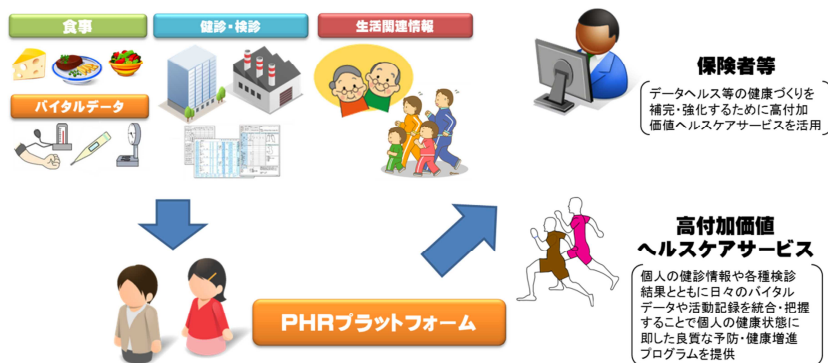 食事
健診・検診
生活関連情報
バイタルデータ
保険者等
データヘルス等の健康づくりを
補完・強化するために高付加
価値ヘルスケアサービスを活用
高付加価値
ヘルスケアサービス
個人の健診情報や各種検診
結果とともに日々のバイタル
データや活動記録を統合・把握
することで個人の健康状態に
即した良質な予防・健康増進
プログラムを提供
PHRプラットフォーム